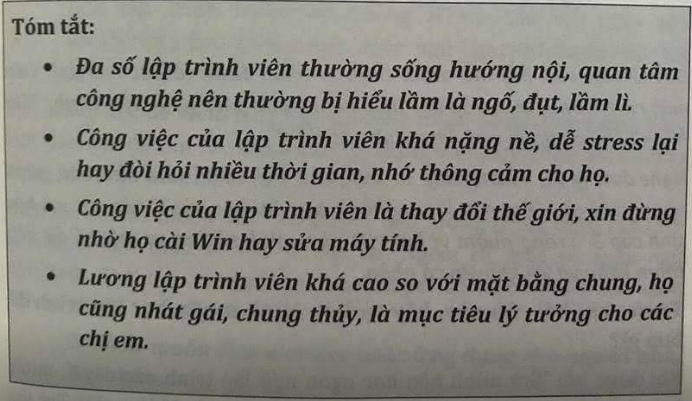 Tóm tắt:
• Đa số lập trình viên thường sống hướng nội, quan tâm
công nghệ nên thường bị hiểu lầm là ngố, đụt, lầm lì.
• Công việc của lập trình viên khá nặng nề, dễ stress lại
hay đòi hỏi nhiều thời gian, nhớ thông cảm cho họ.
• Công việc của lập trình viên là thay đổi thế giới, xin đừng
nhờ họ cài Win hay sửa máy tính.
• Lương lập trình viên khá cao so với mặt bằng chung, họ
cũng nhát gái, chung thủy, là mục tiêu lý tưởng cho các
chị em.